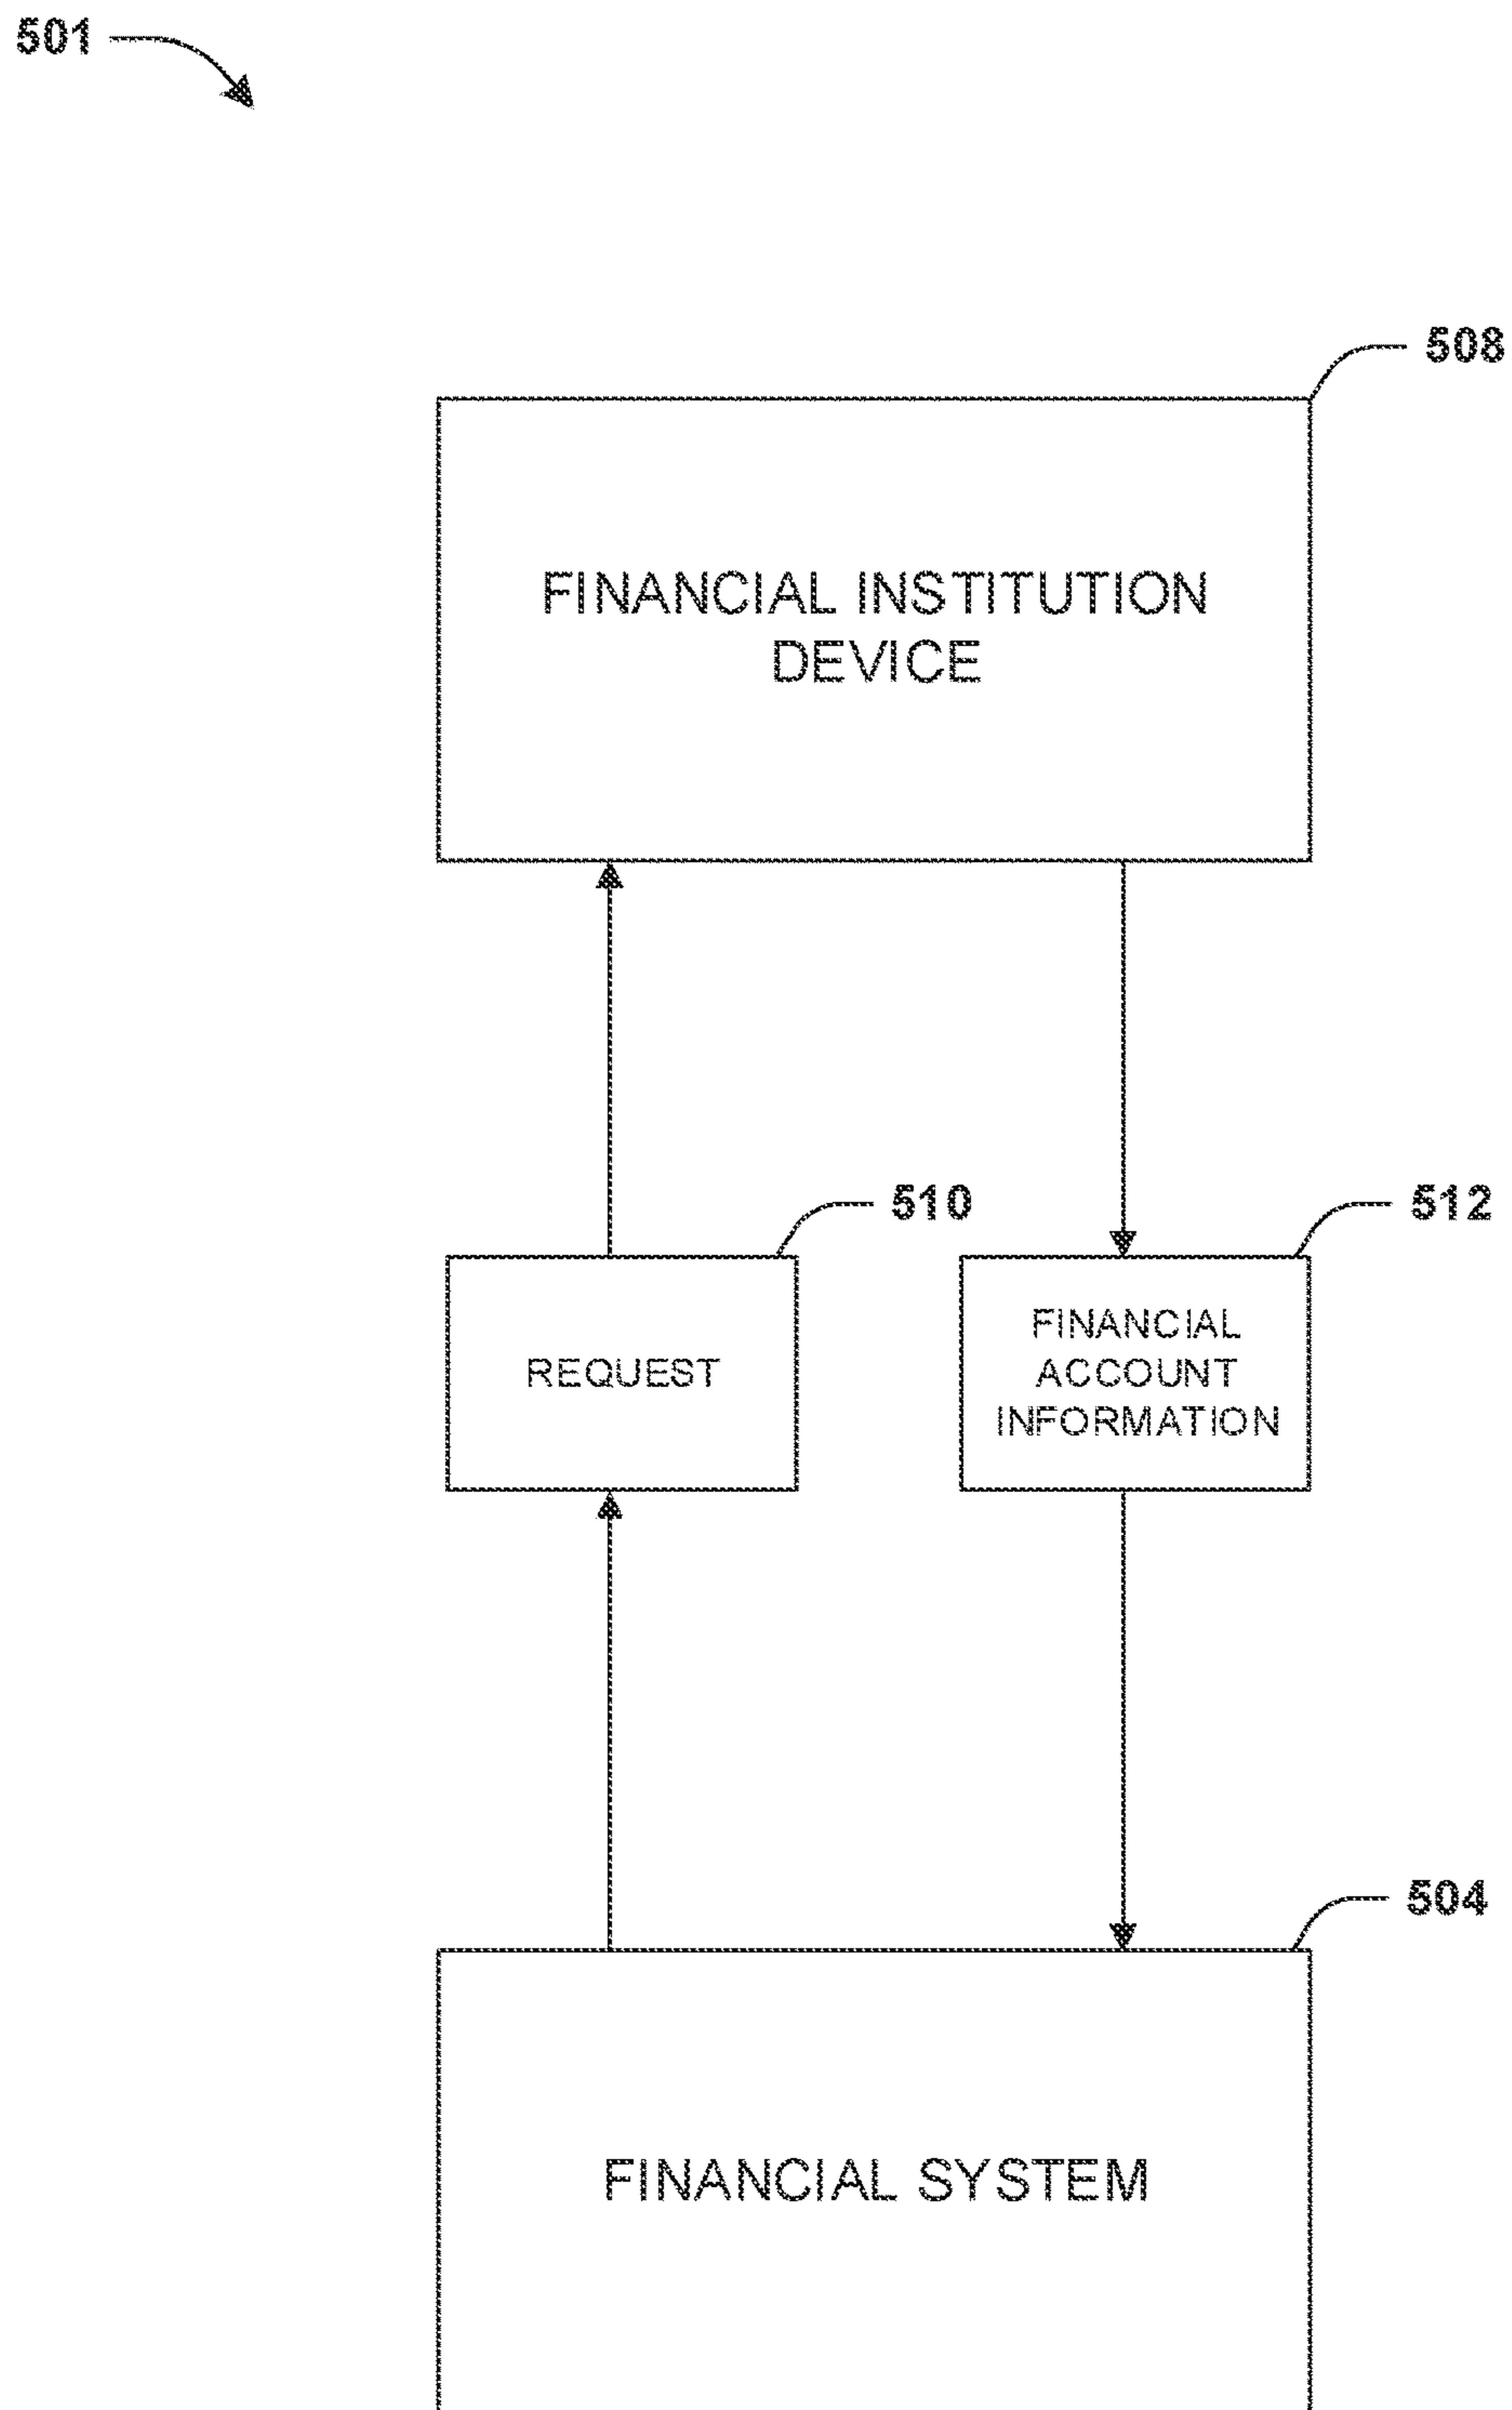 501
508
FINANCIAL INSTITUTION
DEVICE
510
512
REQUEST
FINANCIAL
ACCOUNT
INFORMATION
504
FINANCIAL SYSTEM